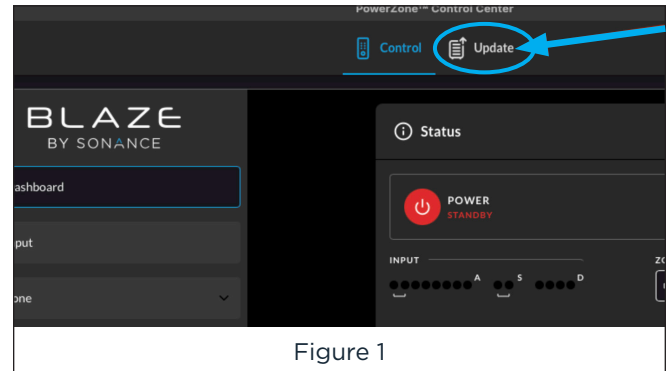 PowerZone™ Control Center
Control
Update
BLAZE
BY SONANCE
Status
ashboard
POWER
STANDBY
put
INPUT
A
S
D
one
Figure 1